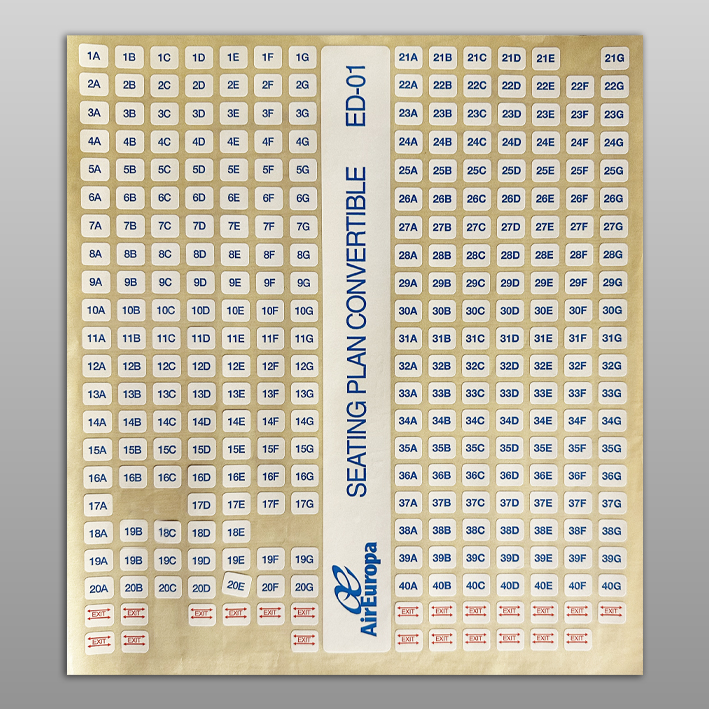 1A 1B 1C 1D 1E 1F 1G
2A 2B 2C 2D 2E 2F 2G
3A 3B 3C 3D 3E 3F 3G
4A 4B 4C 4D 4E 4F 4G
5A 5B 5C 5D 5E 5F 5G
6A 6B 6C 6D 6E 6F 6G
7A 7B 7C 7D 7E 7F 7G
8A 8B 8C 8D 8E 8F 8G
9A 9B 9C 9D 9E 9F 9G
10A 10B 10C 10D 10E 10F 10G
11A 11B 11C 11D 11E 11F 11G
12A 12B 12C 12D 12E 12F 12G
13A 13B 13C 13D 13E 13F 13G
14A 14B 14C 14D 14E 14F 14G
15A 15B 15C 15D 15E 15F 15G
16A 16B 16C 16D 16E 16F 16G
17A 17D 17E 17F 17G
18A 19B 18C 18D 18E
19A 19B 19C 19D 19E 19F 19G
20A 20B 20C 20D 20E 20F 20G
EXIT EXIT EXIT EXIT EXIT EXIT
EXIT EXIT EXIT
AirEuropa SEATING PLAN CONVERTIBLE ED-01
21A 21B 21C 21D 21E 21G
22A 22B 22C 22D 22E 22F 22G
23A 23B 23C 23D 23E 23F 23G
24A 24B 24C 24D 24E 24F 24G
25A 25B 25C 25D 25E 25F 25G
26A 26B 26C 26D 26E 26F 26G
27A 27B 27C 27D 27E 27F 27G
28A 28B 28C 28D 28E 28F 28G
29A 29B 29C 29D 29E 29F 29G
30A 30B 30C 30D 30E 30F 30G
31A 31B 31C 31D 31E 31F 31G
32A 32B 32C 32D 32E 32F 32G
33A 33B 33C 33D 33E 33F 33G
34A 34B 34C 34D 34E 34F 34G
35A 35B 35C 35D 35E 35F 35G
36A 36B 36C 36D 36E 36F 36G
37A 37B 37C 37D 37E 37F 37G
38A 38B 38C 38D 38E 38F 38G
39A 39B 39C 39D 39E 39F 39G
40A 40B 40C 40D 40E 40F 40G
EXIT EXIT EXIT EXIT EXIT EXIT EXIT
EXIT EXIT EXIT EXIT EXIT EXIT